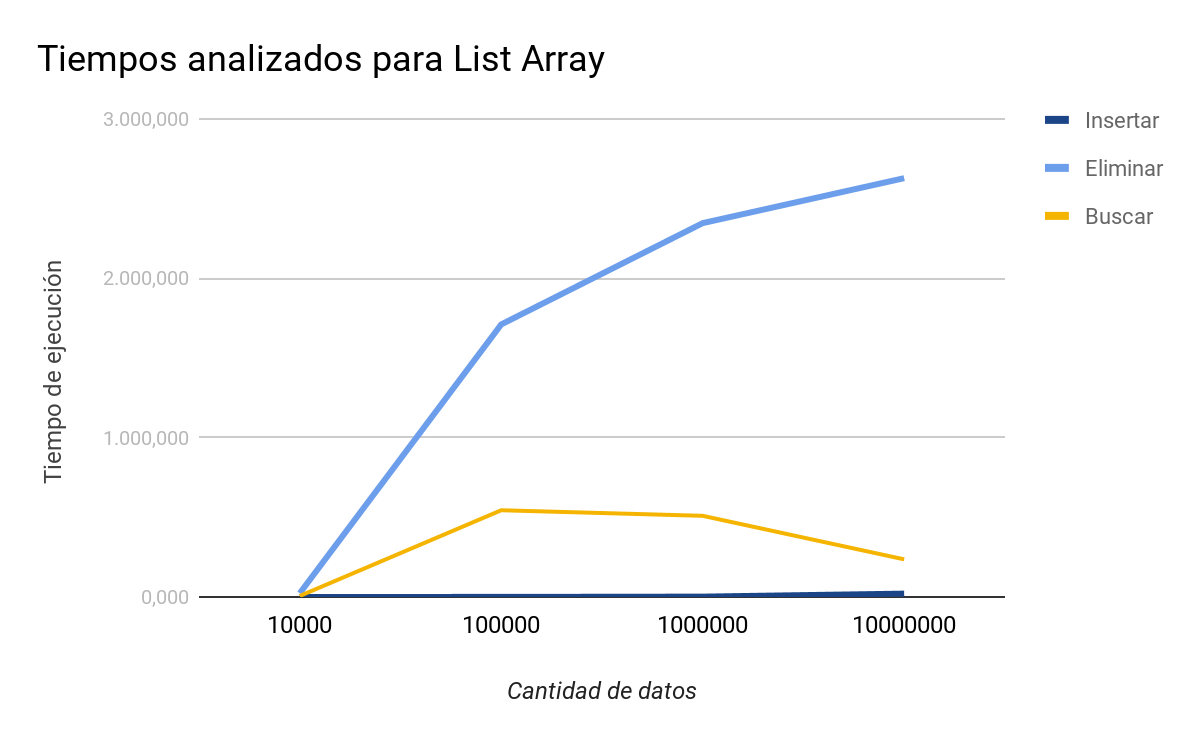 Tiempos analizados para List Array
3.000,000
2.000,000
1.000,000
0,000
Tiempo de ejecución
10000
100000
1000000
10000000
Cantidad de datos
Insertar
Eliminar
Buscar